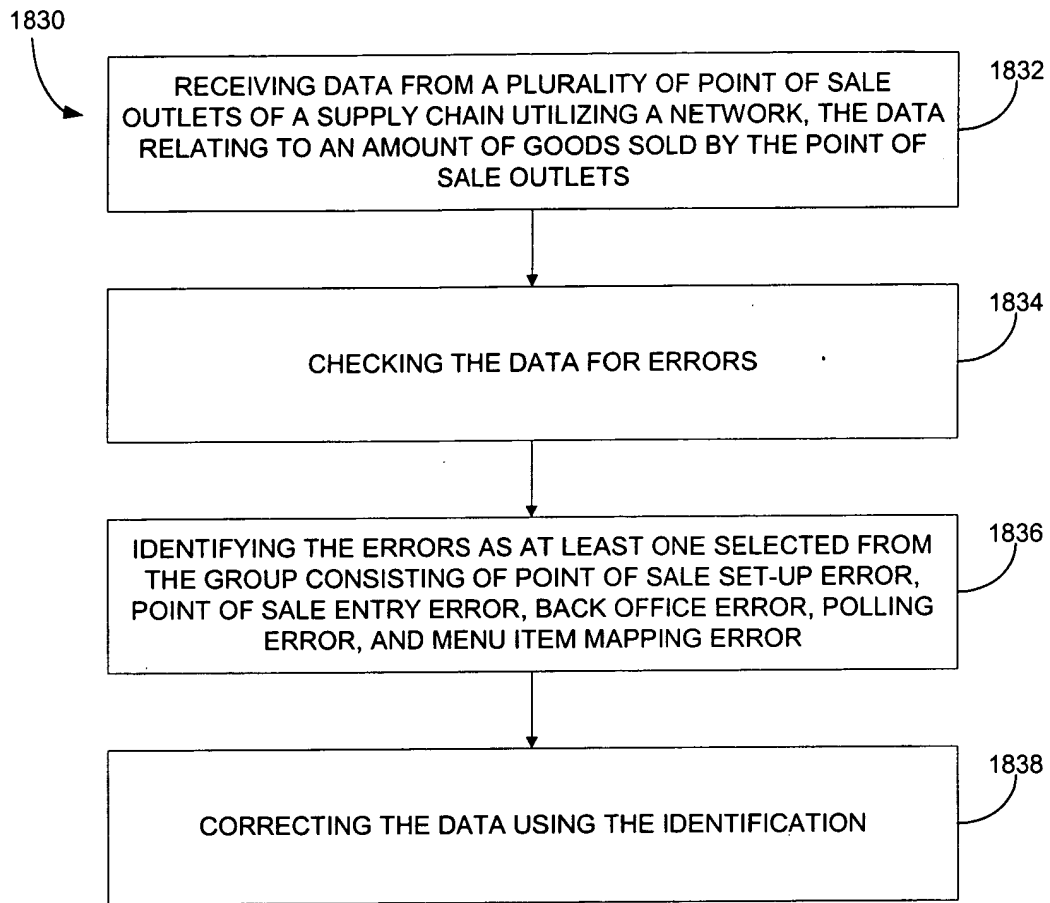 1830
RECEIVING DATA FROM A PLURALITY OF POINT OF SALE
OUTLETS OF A SUPPLY CHAIN UTILIZING A NETWORK, THE DATA
RELATING TO AN AMOUNT OF GOODS SOLD BY THE POINT OF
SALE OUTLETS
1832
CHECKING THE DATA FOR ERRORS
1834
IDENTIFYING THE ERRORS AS AT LEAST ONE SELECTED FROM
THE GROUP CONSISTING OF POINT OF SALE SET-UP ERROR,
POINT OF SALE ENTRY ERROR, BACK OFFICE ERROR, POLLING
ERROR, AND MENU ITEM MAPPING ERROR
1836
CORRECTING THE DATA USING THE IDENTIFICATION
1838